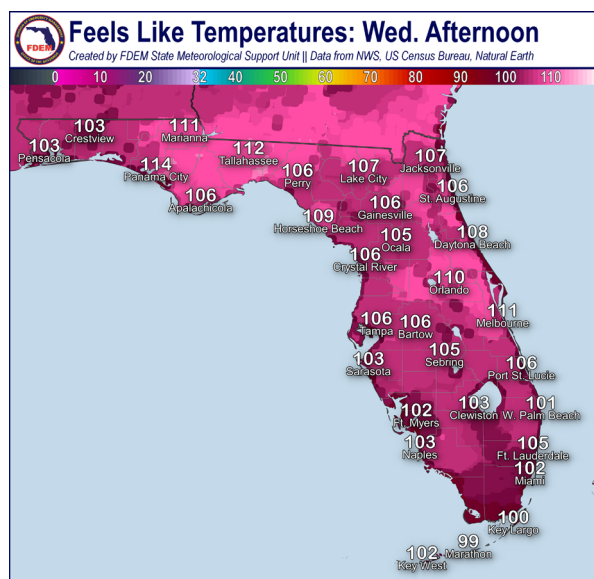 Feels Like Temperatures: Wed. Afternoon
Created by FDEM State Meteorological Support Unit || Data from NWS, US Census Bureau, Natural Earth
FDEM
0 10 20 32 40 50 60 70 80 90 100 110
103
Crestview
111
Marianna
103
Pensacola
112
Tallahassee
114
Panama City
106
Perry
107
Lake City
107
Jacksonville
106
Apalachicola
106
St. Augustine
106
Gainesville
109
Horseshoe Beach
105
Ocala
108
Daytona Beach
106
Crystal River
110
Orlando
111
Melbourne
106
Tampa
106
Bartow
105
Sebring
103
Sarasota
106
Port St. Lucie
102
Ft. Myers
103
Clewiston
101
W. Palm Beach
103
Naples
105
Ft. Lauderdale
102
Miami
100
Key Largo
99
Marathon
102
Key West